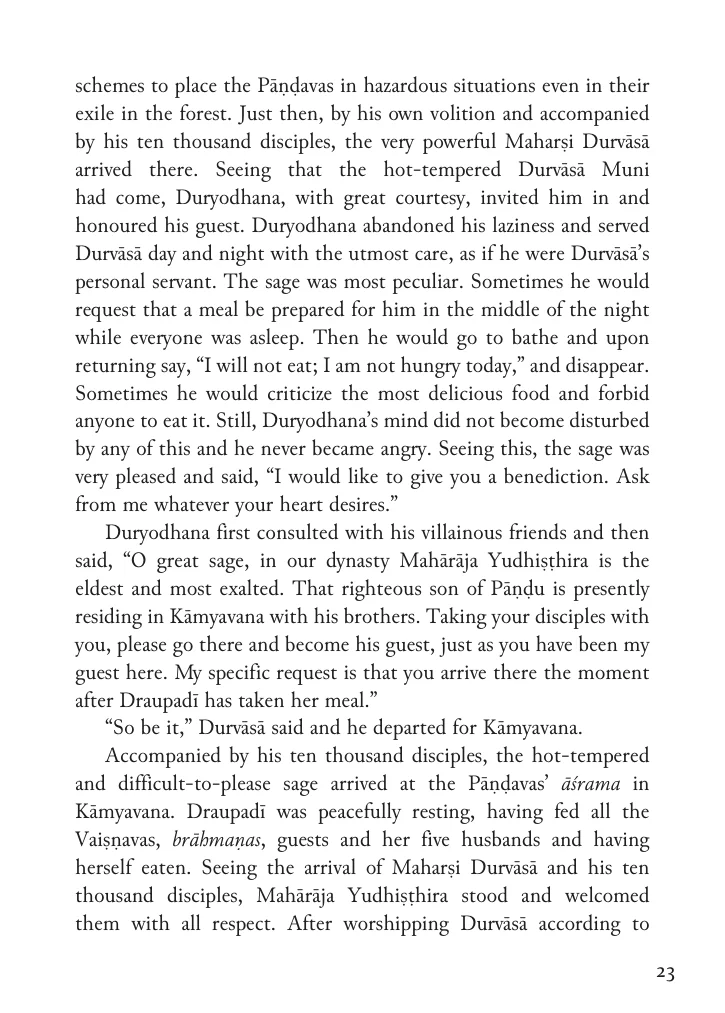 schemes to place the Pāṇḍavas in hazardous situations even in their
exile in the forest. Just then, by his own volition and accompanied
by his ten thousand disciples, the very powerful Maharṣi Durvāsā
arrived there. Seeing that the hot-tempered Durvāsā Muni
had come, Duryodhana, with great courtesy, invited him in and
honoured his guest. Duryodhana abandoned his laziness and served
Durvāsā day and night with the utmost care, as if he were Durvāsā’s
personal servant. The sage was most peculiar. Sometimes he would
request that a meal be prepared for him in the middle of the night
while everyone was asleep. Then he would go to bathe and upon
returning say, “I will not eat; I am not hungry today,” and disappear.
Sometimes he would criticize the most delicious food and forbid
anyone to eat it. Still, Duryodhana’s mind did not become disturbed
by any of this and he never became angry. Seeing this, the sage was
very pleased and said, “I would like to give you a benediction. Ask
from me whatever your heart desires.”
Duryodhana first consulted with his villainous friends and then
said, “O great sage, in our dynasty Mahārāja Yudhiṣṭhira is the
eldest and most exalted. That righteous son of Pāṇḍu is presently
residing in Kāmyavana with his brothers. Taking your disciples with
you, please go there and become his guest, just as you have been my
guest here. My specific request is that you arrive there the moment
after Draupadī has taken her meal.”
“So be it,” Durvāsā said and he departed for Kāmyavana.
Accompanied by his ten thousand disciples, the hot-tempered
and difficult-to-please sage arrived at the Pāṇḍavas’ āśrama in
Kāmyavana. Draupadī was peacefully resting, having fed all the
Vaiṣṇavas, brāhmaṇas, guests and her five husbands and having
herself eaten. Seeing the arrival of Maharṣi Durvāsā and his ten
thousand disciples, Mahārāja Yudhiṣṭhira stood and welcomed
them with all respect. After worshipping Durvāsā according to
23